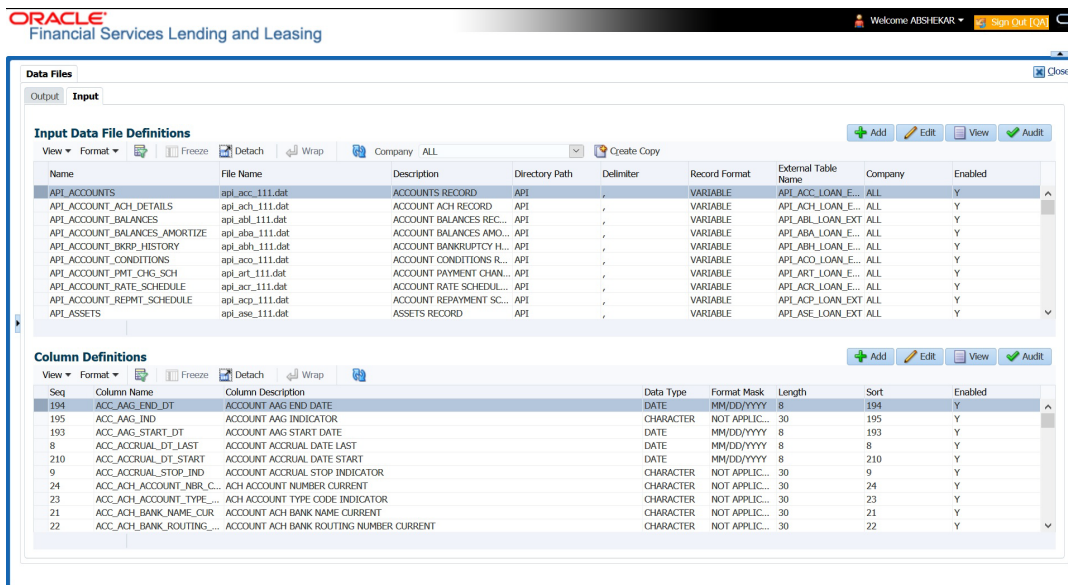 ORACLE
Financial Services Lending and Leasing
Welcome ABSHEKAR
Sign Out [QA]
Data Files
Close
Output Input
Input Data File Definitions
Add Edit View Audit
View Format Freeze Detach Wrap Company ALL Create Copy
Name File Name Description Directory Path Delimiter Record Format External Table Name Company Enabled
API_ACCOUNTS api_acc_111.dat ACCOUNTS RECORD API , VARIABLE API_ACC_LOAN_E... ALL Y
API_ACCOUNT_ACH_DETAILS api_ach_111.dat ACCOUNT ACH RECORD API , VARIABLE API_ACH_LOAN_E... ALL Y
API_ACCOUNT_BALANCES api_abl_111.dat ACCOUNT BALANCES REC... API , VARIABLE API_ABL_LOAN_EXT ALL Y
API_ACCOUNT_BALANCES_AMORTIZE api_aba_111.dat ACCOUNT BALANCES AMO... API , VARIABLE API_ABA_LOAN_E... ALL Y
API_ACCOUNT_BKRP_HISTORY api_abh_111.dat ACCOUNT BANKRUPTCY H... API , VARIABLE API_ABH_LOAN_E... ALL Y
API_ACCOUNT_CONDITIONS api_aco_111.dat ACCOUNT CONDITIONS R... API , VARIABLE API_ACO_LOAN_E... ALL Y
API_ACCOUNT_PMT_CHG_SCH api_art_111.dat ACCOUNT PAYMENT CHAN... API , VARIABLE API_ART_LOAN_E... ALL Y
API_ACCOUNT_RATE_SCHEDULE api_acr_111.dat ACCOUNT RATE SCHEDUL... API , VARIABLE API_ACR_LOAN_E... ALL Y
API_ACCOUNT_REPMT_SCHEDULE api_acp_111.dat ACCOUNT REPAYMENT SC... API , VARIABLE API_ACP_LOAN_EXT ALL Y
API_ASSETS api_ase_111.dat ASSETS RECORD API , VARIABLE API_ASE_LOAN_EXT ALL Y
Column Definitions
Add Edit View Audit
View Format Freeze Detach Wrap
Seq Column Name Column Description Data Type Format Mask Length Sort Enabled
194 ACC_AAG_END_DT ACCOUNT AAG END DATE DATE MM/DD/YYYY 8 194 Y
195 ACC_AAG_IND ACCOUNT AAG INDICATOR CHARACTER NOT APPLIC... 30 195 Y
193 ACC_AAG_START_DT ACCOUNT AAG START DATE DATE MM/DD/YYYY 8 193 Y
8 ACC_ACCRUAL_DT_LAST ACCOUNT ACCRUAL DATE LAST DATE MM/DD/YYYY 8 8 Y
210 ACC_ACCRUAL_DT_START ACCOUNT ACCRUAL DATE START DATE MM/DD/YYYY 8 210 Y
9 ACC_ACCRUAL_STOP_IND ACCOUNT ACCRUAL STOP INDICATOR CHARACTER NOT APPLIC... 30 9 Y
24 ACC_ACH_ACCOUNT_NBR_C... ACH ACCOUNT NUMBER CURRENT CHARACTER NOT APPLIC... 30 24 Y
23 ACC_ACH_ACCOUNT_TYPE_... ACH ACCOUNT TYPE CODE INDICATOR CHARACTER NOT APPLIC... 30 23 Y
21 ACC_ACH_BANK_NAME_CUR ACCOUNT ACH BANK NAME CURRENT CHARACTER NOT APPLIC... 30 21 Y
22 ACC_ACH_BANK_ROUTING_... ACCOUNT ACH BANK ROUTING NUMBER CURRENT CHARACTER NOT APPLIC... 30 22 Y